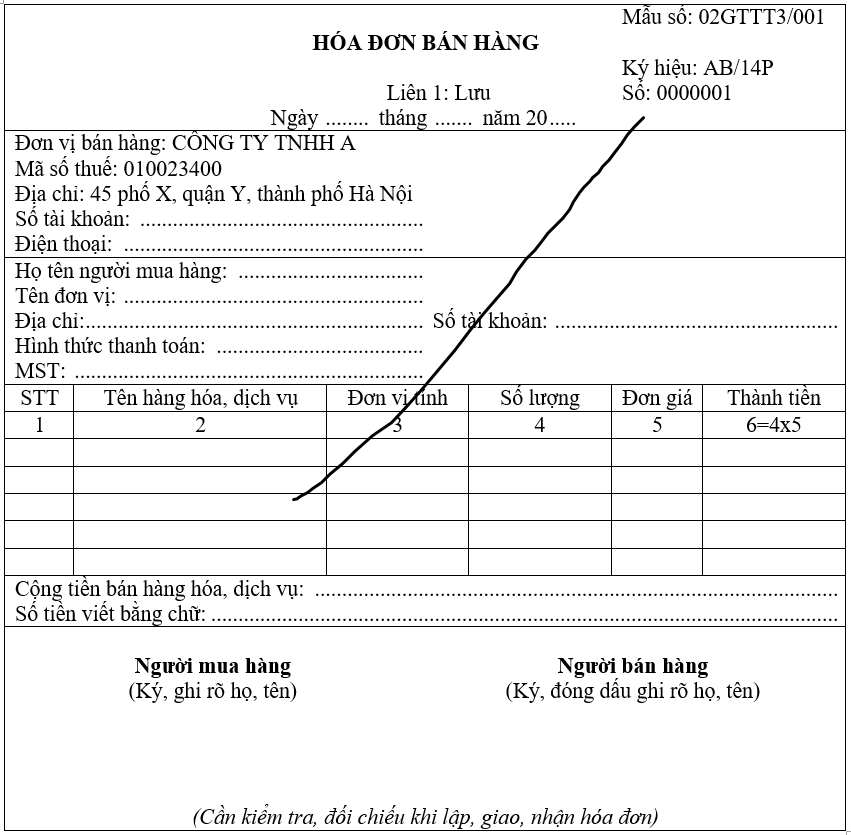 Mẫu số: 02GTTT3/001
HÓA ĐƠN BÁN HÀNG
Ký hiệu: AB/14P
Liên 1: Lưu Số: 0000001
Ngày ........ tháng ....... năm 20.....
Đơn vị bán hàng: CÔNG TY TNHH A
Mã số thuế: 010023400
Địa chỉ: 45 phố X, quận Y, thành phố Hà Nội
Số tài khoản: ....................................................
Điện thoại: .......................................................
Họ tên người mua hàng: ..................................
Tên đơn vị: .......................................................
Địa chỉ:.............................................................. Số tài khoản: ....................................................
Hình thức thanh toán: ......................................
MST: ................................................................
STT Tên hàng hóa, dịch vụ Đơn vị tính Số lượng Đơn giá Thành tiền
1 2 3 4 5 6=4x5
Cộng tiền bán hàng hóa, dịch vụ: ................................................................................................
Số tiền viết bằng chữ: ...................................................................................................................
Người mua hàng Người bán hàng
(Ký, ghi rõ họ, tên) (Ký, đóng dấu ghi rõ họ, tên)
(Cần kiểm tra, đối chiếu khi lập, giao, nhận hóa đơn)